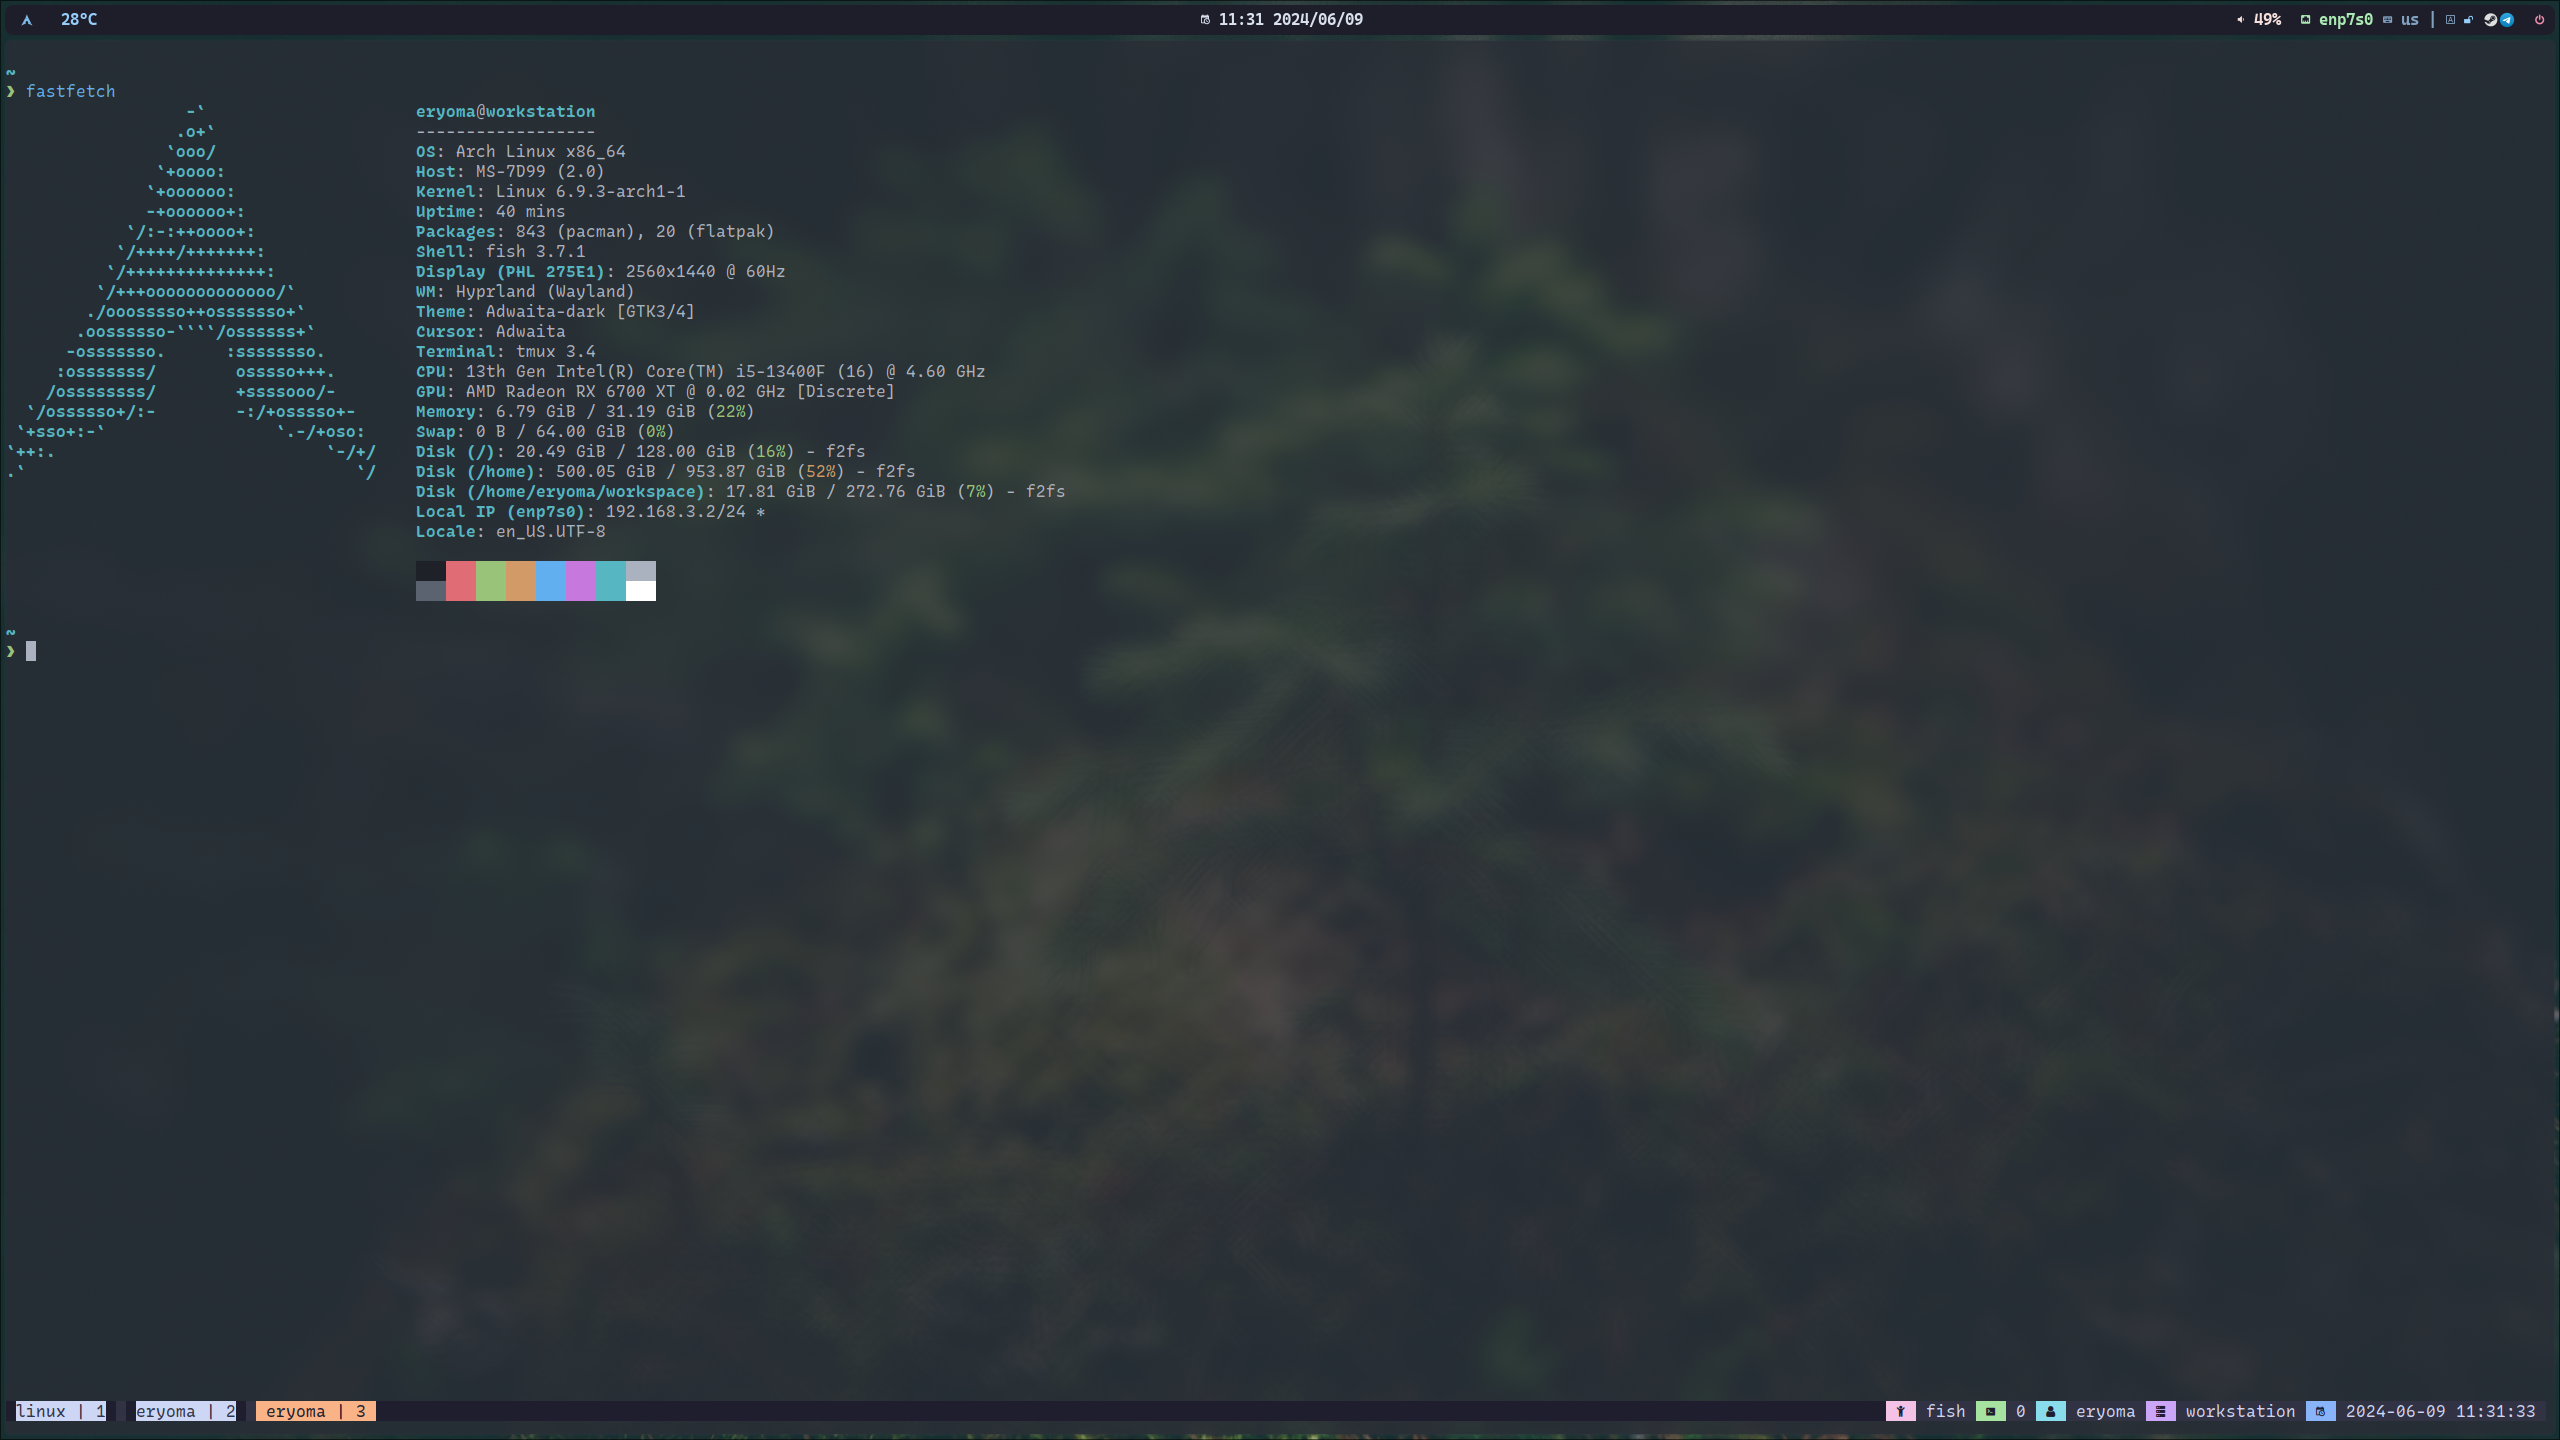 28°C 11:31 2024/06/09 49% enp7s0 us
~
❯ fastfetch
-` eryoma@workstation
.o+` ------------------
`ooo/ OS: Arch Linux x86_64
`+oooo: Host: MS-7D99 (2.0)
`+oooooo: Kernel: Linux 6.9.3-arch1-1
-+oooooo+: Uptime: 40 mins
`/:-:++oooo+: Packages: 843 (pacman), 20 (flatpak)
`/++++/+++++++: Shell: fish 3.7.1
`/++++++++++++++: Display (PHL 275E1): 2560x1440 @ 60Hz
`/+++ooooooooooooo/` WM: Hyprland (Wayland)
./ooosssso++osssssso+` Theme: Adwaita-dark [GTK3/4]
.oossssso-````/ossssss+` Cursor: Adwaita
-osssssso. :ssssssso. Terminal: tmux 3.4
:osssssss/ osssso+++. CPU: 13th Gen Intel(R) Core(TM) i5-13400F (16) @ 4.60 GHz
/ossssssss/ +ssssooo/- GPU: AMD Radeon RX 6700 XT @ 0.02 GHz [Discrete]
`/ossssso+/:- -:/+osssso+- Memory: 6.79 GiB / 31.19 GiB (22%)
`+sso+:-` `.-/+oso: Swap: 0 B / 64.00 GiB (0%)
`++:. `-/+/ Disk (/): 20.49 GiB / 128.00 GiB (16%) - f2fs
.` `/ Disk (/home): 500.05 GiB / 953.87 GiB (52%) - f2fs
Disk (/home/eryoma/workspace): 17.81 GiB / 272.76 GiB (7%) - f2fs
Local IP (enp7s0): 192.168.3.2/24 *
Locale: en_US.UTF-8
~
❯
linux | 1 eryoma | 2 eryoma | 3 fish 0 eryoma workstation 2024-06-09 11:31:33